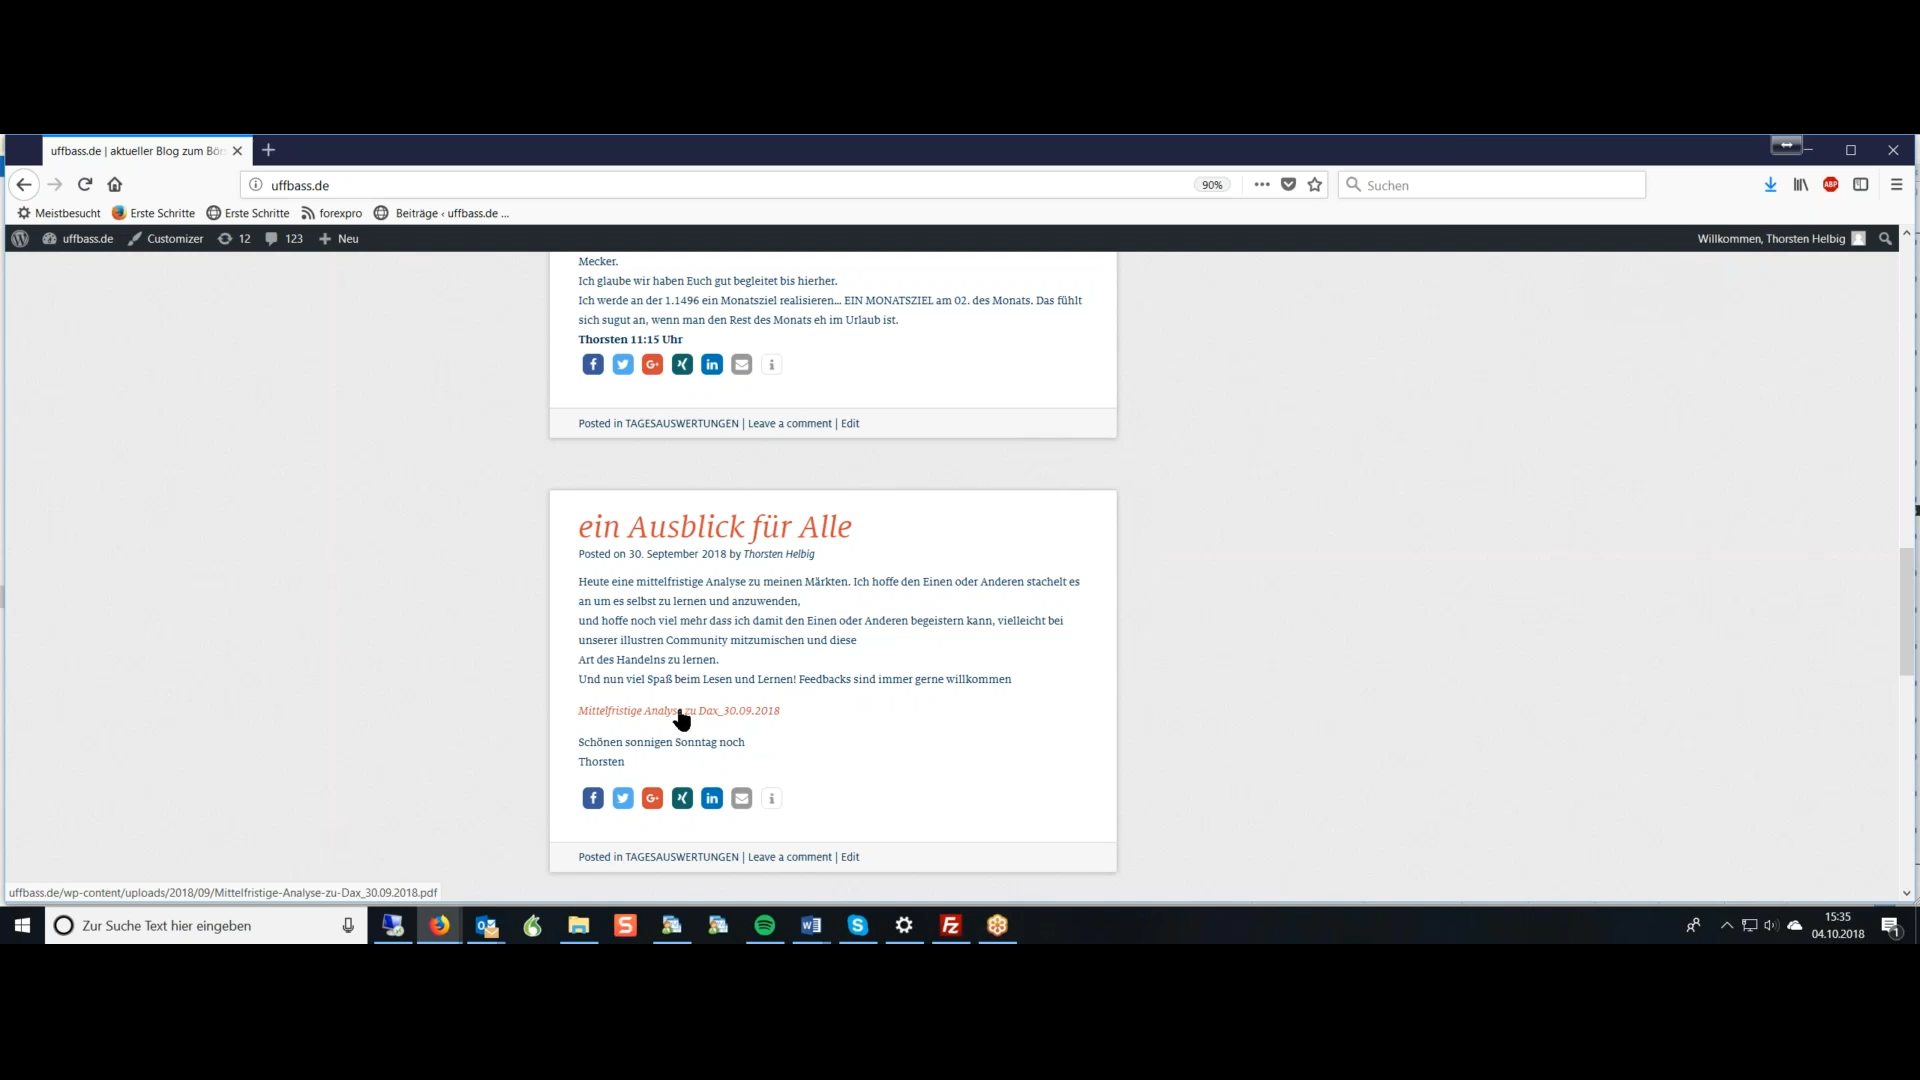 uffbass.de | aktueller Blog zum Bör
uffbass.de
90%
Suchen
Meistbesucht
Erste Schritte
Erste Schritte
forexpro
Beiträge ‹ uffbass.de ...
uffbass.de
Customizer
12
123
Neu
Willkommen, Thorsten Helbig
Mecker.
Ich glaube wir haben Euch gut begleitet bis hierher.
Ich werde an der 1.1496 ein Monatsziel realisieren... EIN MONATSZIEL am 02. des Monats. Das fühlt
sich sugut an, wenn man den Rest des Monats eh im Urlaub ist.
Thorsten 11:15 Uhr
Posted in TAGESAUSWERTUNGEN | Leave a comment | Edit
ein Ausblick für Alle
Posted on 30. September 2018 by Thorsten Helbig
Heute eine mittelfristige Analyse zu meinen Märkten. Ich hoffe den Einen oder Anderen stachelt es
an um es selbst zu lernen und anzuwenden,
und hoffe noch viel mehr dass ich damit den Einen oder Anderen begeistern kann, vielleicht bei
unserer illustren Community mitzumischen und diese
Art des Handelns zu lernen.
Und nun viel Spaß beim Lesen und Lernen! Feedbacks sind immer gerne willkommen
Mittelfristige Analyse zu Dax_30.09.2018
Schönen sonnigen Sonntag noch
Thorsten
Posted in TAGESAUSWERTUNGEN | Leave a comment | Edit
uffbass.de/wp-content/uploads/2018/09/Mittelfristige-Analyse-zu-Dax_30.09.2018.pdf
Zur Suche Text hier eingeben
15:35
04.10.2018